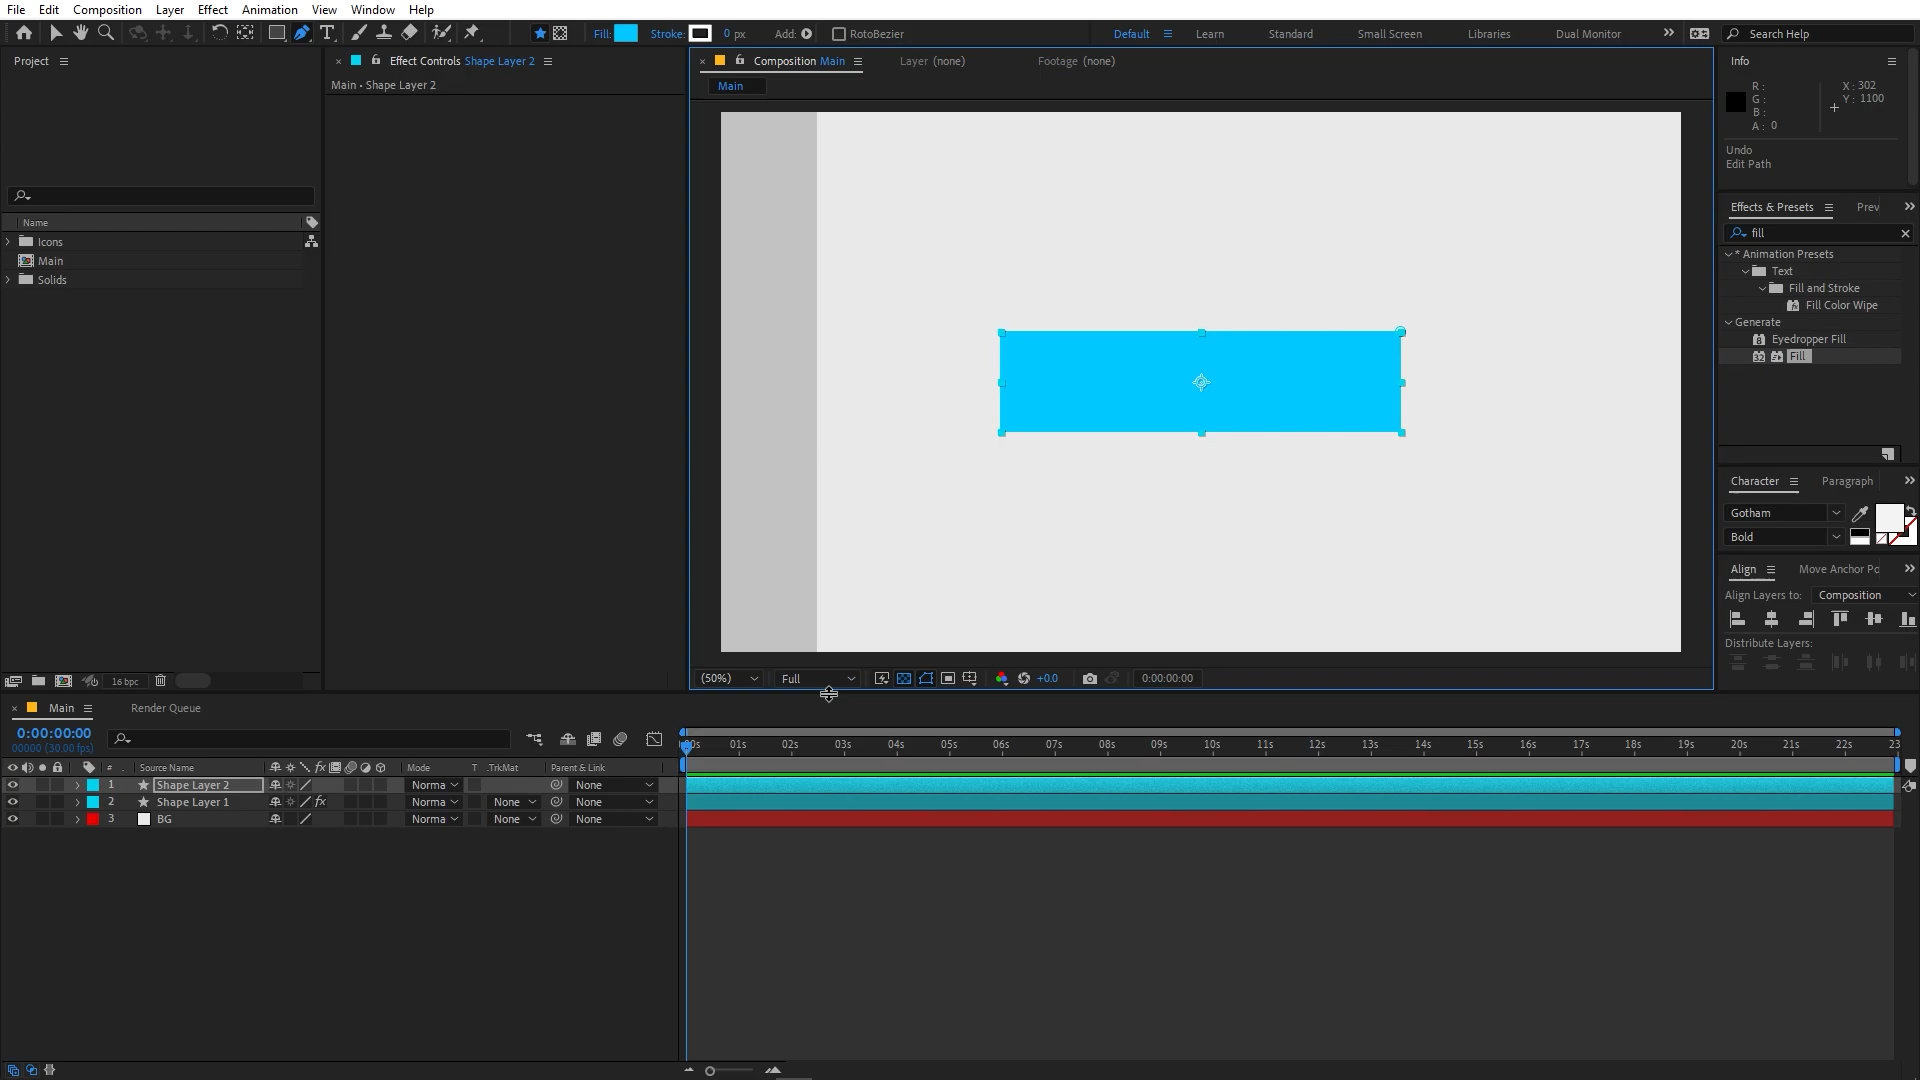 File Edit Composition Layer Effect Animation View Window Help
Fill: Stroke: 0 px Add: RotoBezier Default Learn Standard Small Screen Libraries Dual Monitor Search Help
Project
Effect Controls Shape Layer 2
Main • Shape Layer 2
Composition Main
Layer (none)
Footage (none)
Main
Info
R :
G :
B :
A : 0
X : 302
Y : 1100
Undo
Edit Path
Effects & Presets
Prev
fill
* Animation Presets
Text
Fill and Stroke
Fill Color Wipe
Generate
Eyedropper Fill
Fill
Name
Icons
Main
Solids
Character
Paragraph
Gotham
Bold
Align
Move Anchor Po
Align Layers to: Composition
Distribute Layers:
16 bpc
(50%) Full +0.0 0:00:00:00
Main
Render Queue
0:00:00:00
00000 (30.00 fps)
00s 01s 02s 03s 04s 05s 06s 07s 08s 09s 10s 11s 12s 13s 14s 15s 16s 17s 18s 19s 20s 21s 22s 23
# Source Name fx Mode T .TrkMat Parent & Link
1 Shape Layer 2 Norma None
2 Shape Layer 1 fx Norma None None
3 BG Norma None None